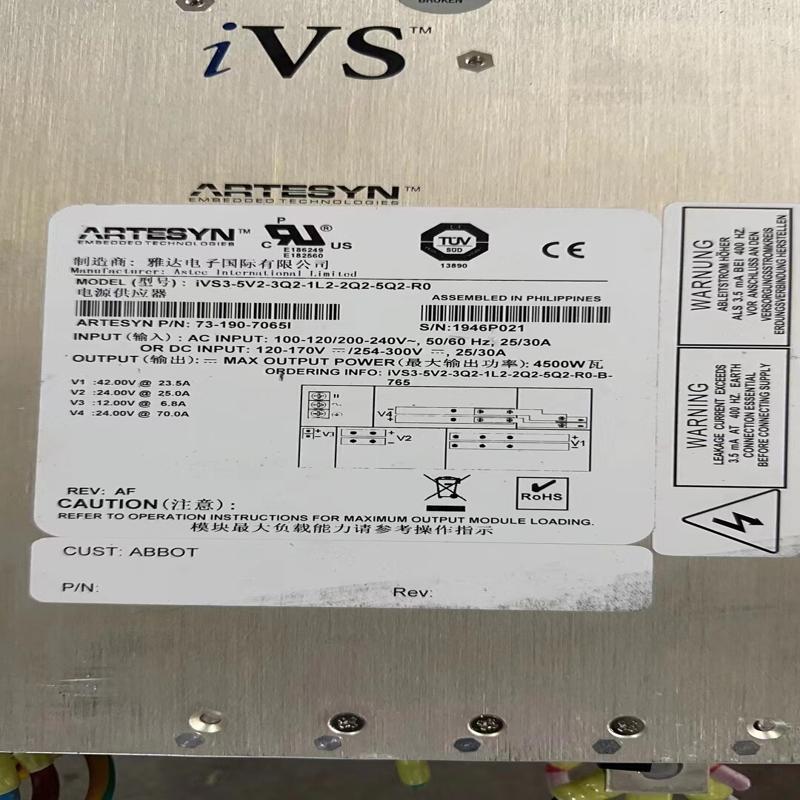 BROKEN
iVS™
ARTESYN™
EMBEDDED TECHNOLOGIES
ARTESYN™
EMBEDDED TECHNOLOGIES
P
C US ®
E186249
E182560
TÜV
SÜD
13890
CE
制造商: 雅达电子国际有限公司
Manufacturer: Astec International Limited
MODEL (型号): iVS3-5V2-3Q2-1L2-2Q2-5Q2-R0
电源供应器
ASSEMBLED IN PHILIPPINES
ARTESYN P/N: 73-190-7065I
S/N:1946P021
INPUT (输入): AC INPUT: 100-120/200-240V~, 50/60 Hz, 25/30A
OR DC INPUT: 120-170V ⎓/254-300V ⎓, 25/30A
OUTPUT (输出): ⎓ MAX OUTPUT POWER (最大输出功率): 4500W瓦
ORDERING INFO: iVS3-5V2-3Q2-1L2-2Q2-5Q2-R0-B-
765
V1 :42.00V@ 23.5A
V2 :24.00V@ 25.0A
V3 :12.00V@ 6.8A
V4 :24.00V@ 70.0A
V4
V3
V2
V1
RoHS
REV: AF
CAUTION (注意):
REFER TO OPERATION INSTRUCTIONS FOR MAXIMUM OUTPUT MODULE LOADING.
模块最大负载能力请参考操作指示
CUST: ABBOT
P/N:
Rev:
WARNUNG
ABLEITSTROM HÖHER
ALS 3.5 mA BEI 400 HZ.
VOR ANSCHLUSS AN DEN
VERSORGUNGSSTROMKREIS
ERDUNGSVERBINDUNG HERSTELLEN
WARNING
LEAKAGE CURRENT EXCEEDS
3.5 mA AT 400 HZ. EARTH
CONNECTION ESSENTIAL
BEFORE CONNECTING SUPPLY